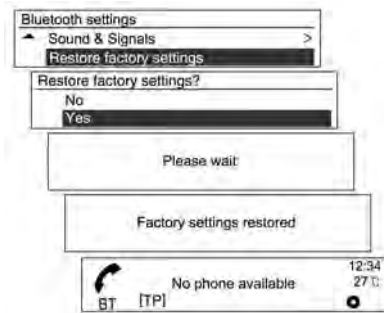 Bluetooth settings
Sound & Signals >
Restore factory settings
Restore factory settings?
No
Yes
Please wait
Factory settings restored
12:34
No phone available 27 °C
BT [TP]